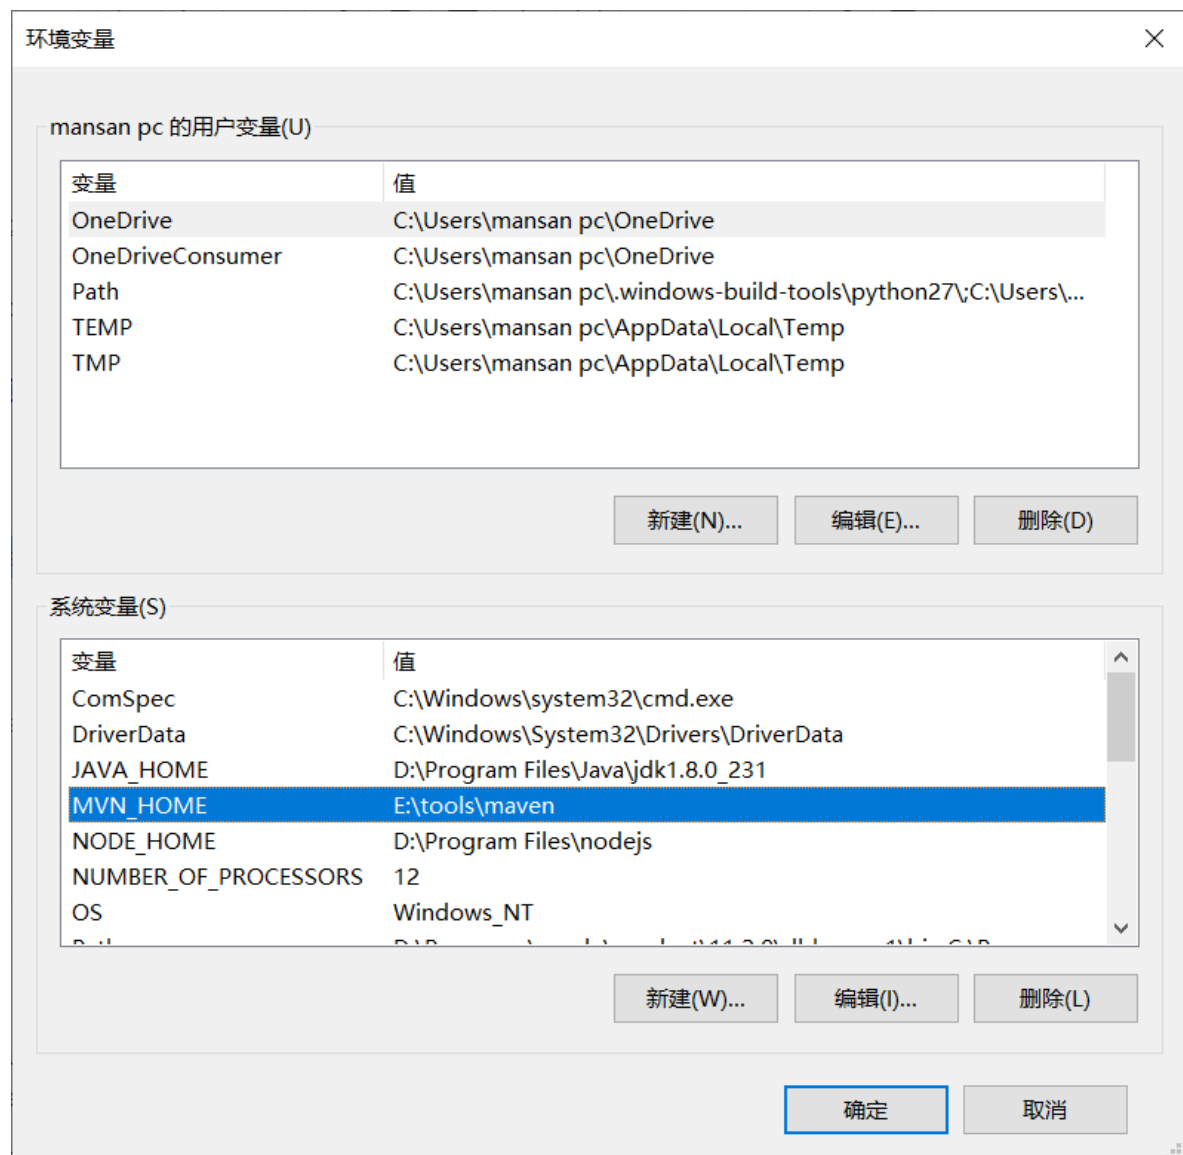 环境变量
mansan pc 的用户变量(U)
变量 值
OneDrive C:\Users\mansan pc\OneDrive
OneDriveConsumer C:\Users\mansan pc\OneDrive
Path C:\Users\mansan pc\.windows-build-tools\python27\;C:\Users\...
TEMP C:\Users\mansan pc\AppData\Local\Temp
TMP C:\Users\mansan pc\AppData\Local\Temp
新建(N)... 编辑(E)... 删除(D)
系统变量(S)
变量 值
ComSpec C:\Windows\system32\cmd.exe
DriverData C:\Windows\System32\Drivers\DriverData
JAVA_HOME D:\Program Files\Java\jdk1.8.0_231
MVN_HOME E:\tools\maven
NODE_HOME D:\Program Files\nodejs
NUMBER_OF_PROCESSORS 12
OS Windows_NT
新建(W)... 编辑(I)... 删除(L)
确定 取消